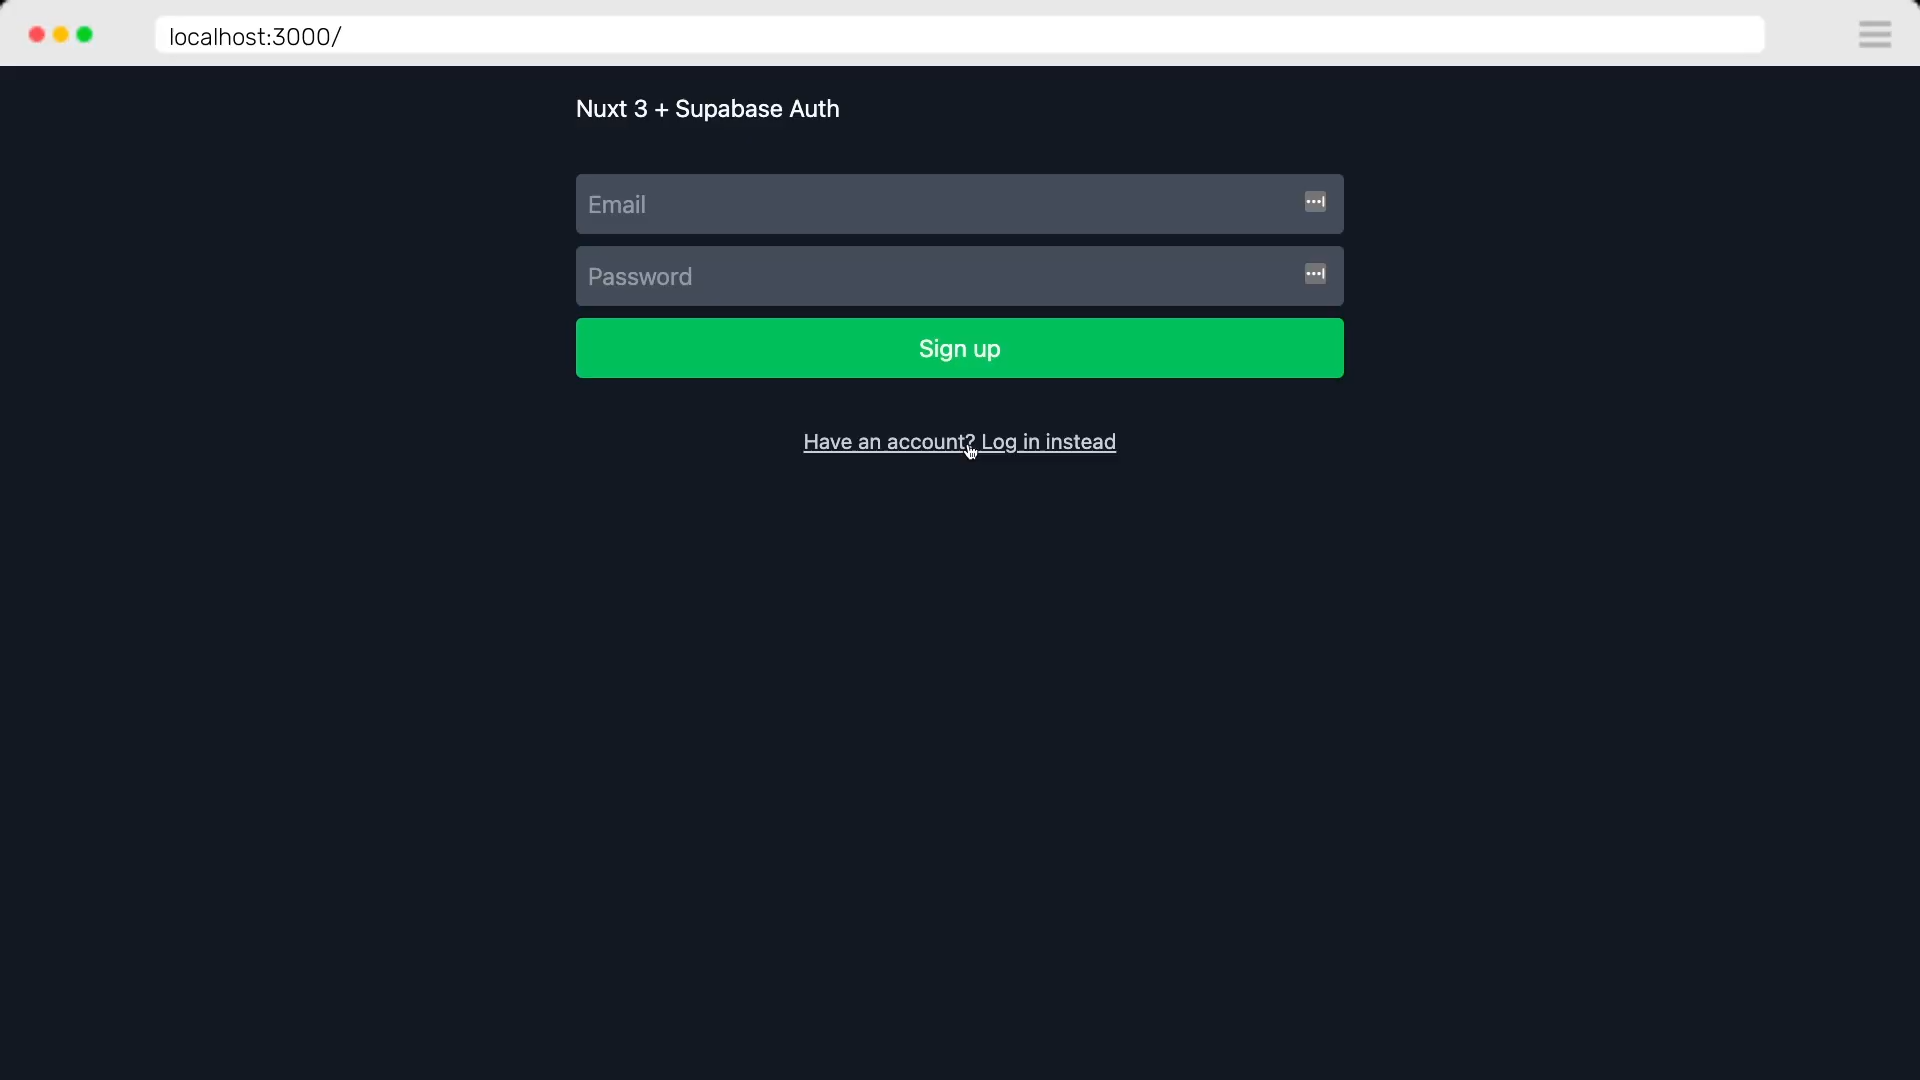 localhost:3000/
Nuxt 3 + Supabase Auth
Email
Password
Sign up
Have an account? Log in instead